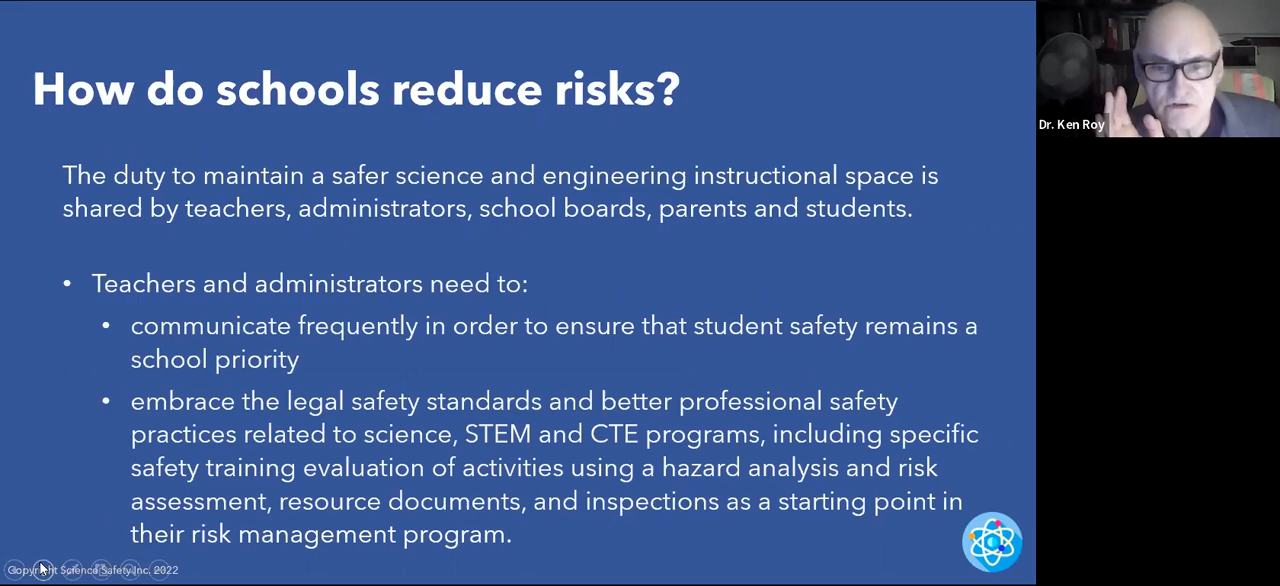 How do schools reduce risks?
Dr. Ken Roy
The duty to maintain a safer science and engineering instructional space is
shared by teachers, administrators, school boards, parents and students.
• Teachers and administrators need to:
• communicate frequently in order to ensure that student safety remains a
school priority
• embrace the legal safety standards and better professional safety
practices related to science, STEM and CTE programs, including specific
safety training evaluation of activities using a hazard analysis and risk
assessment, resource documents, and inspections as a starting point in
their risk management program.
Copyright Science Safety Inc. 2022